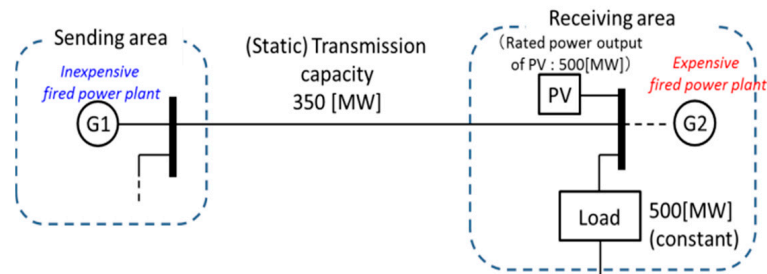 Sending area
Inexpensive
fired power plant
G1
(Static) Transmission
capacity
350 [MW]
Receiving area
(Rated power output
of PV : 500[MW])
PV
Expensive
fired power plant
G2
Load
500[MW]
(constant)